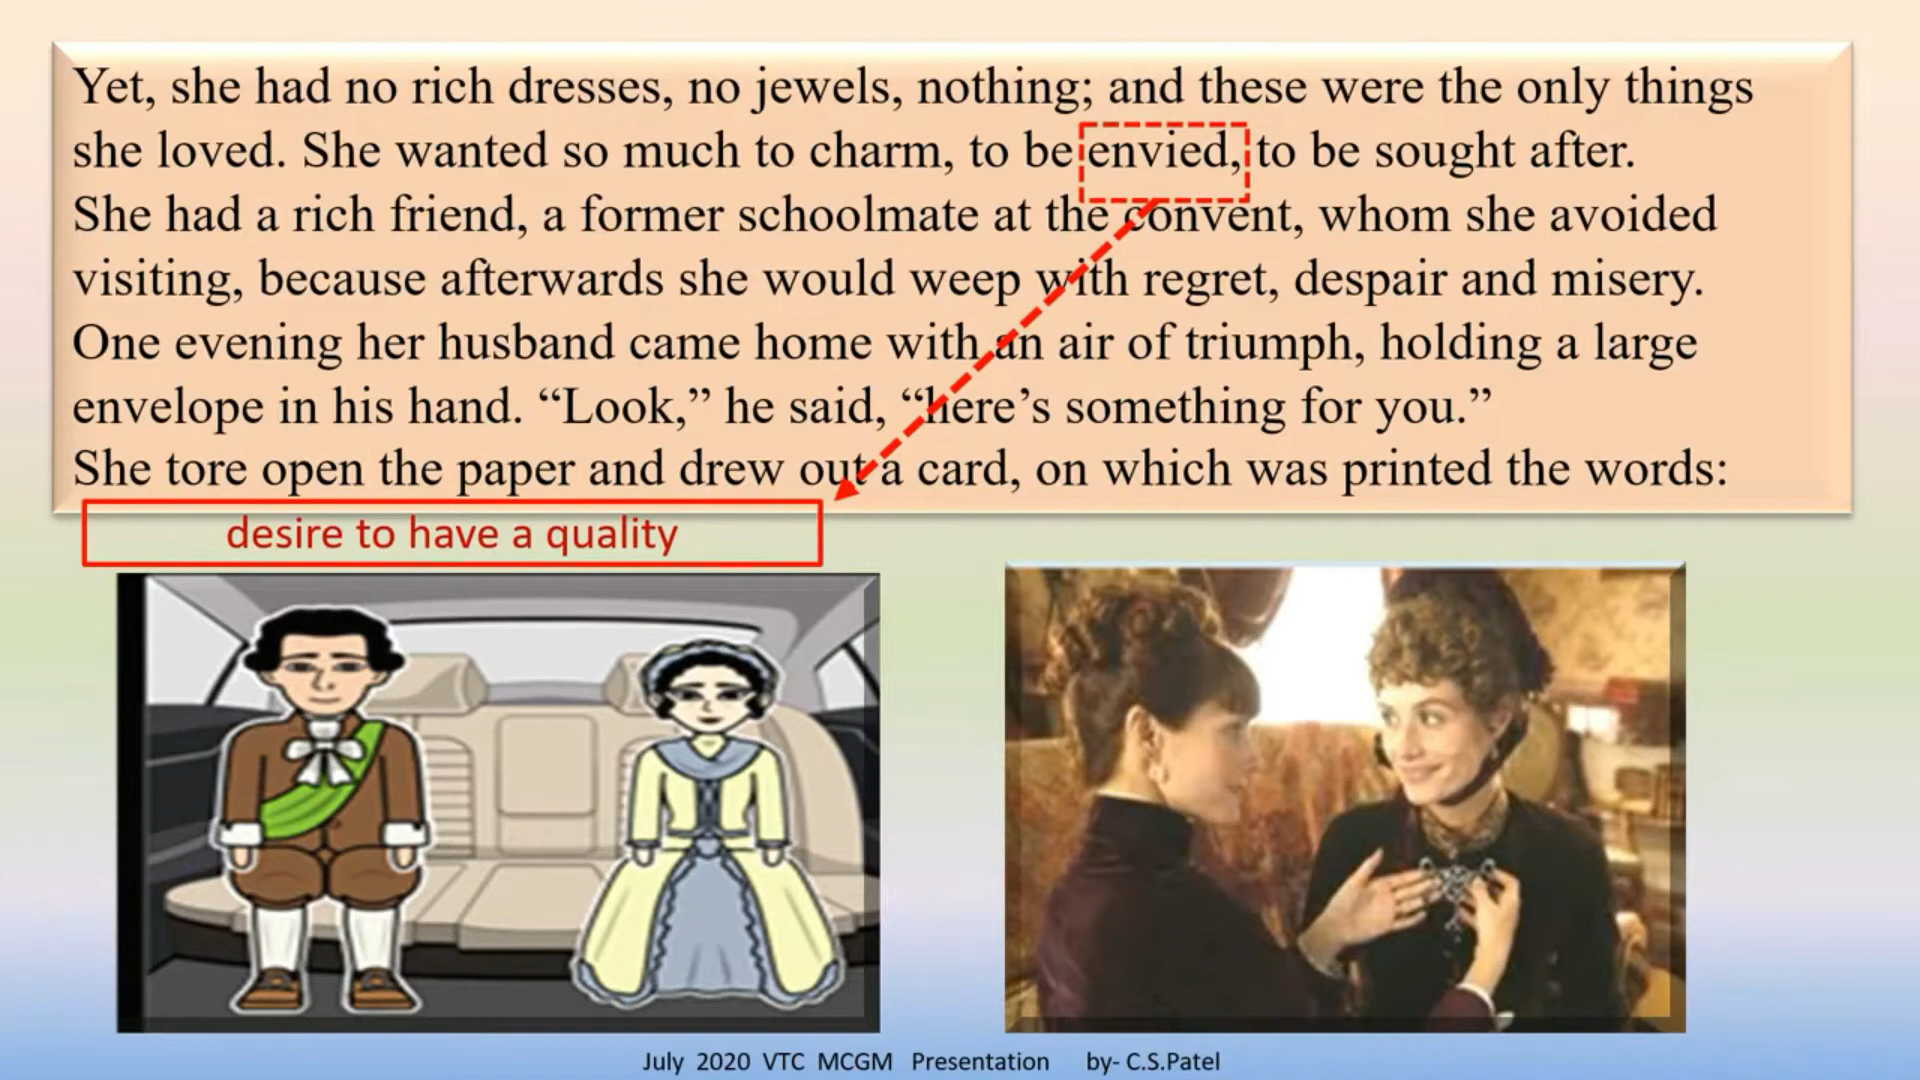 Yet, she had no rich dresses, no jewels, nothing; and these were the only things
she loved. She wanted so much to charm, to be envied, to be sought after.
She had a rich friend, a former schoolmate at the convent, whom she avoided
visiting, because afterwards she would weep with regret, despair and misery.
One evening her husband came home with an air of triumph, holding a large
envelope in his hand. “Look,” he said, “here’s something for you.”
She tore open the paper and drew out a card, on which was printed the words:
desire to have a quality
July 2020 VTC MCGM Presentation by- C.S.Patel